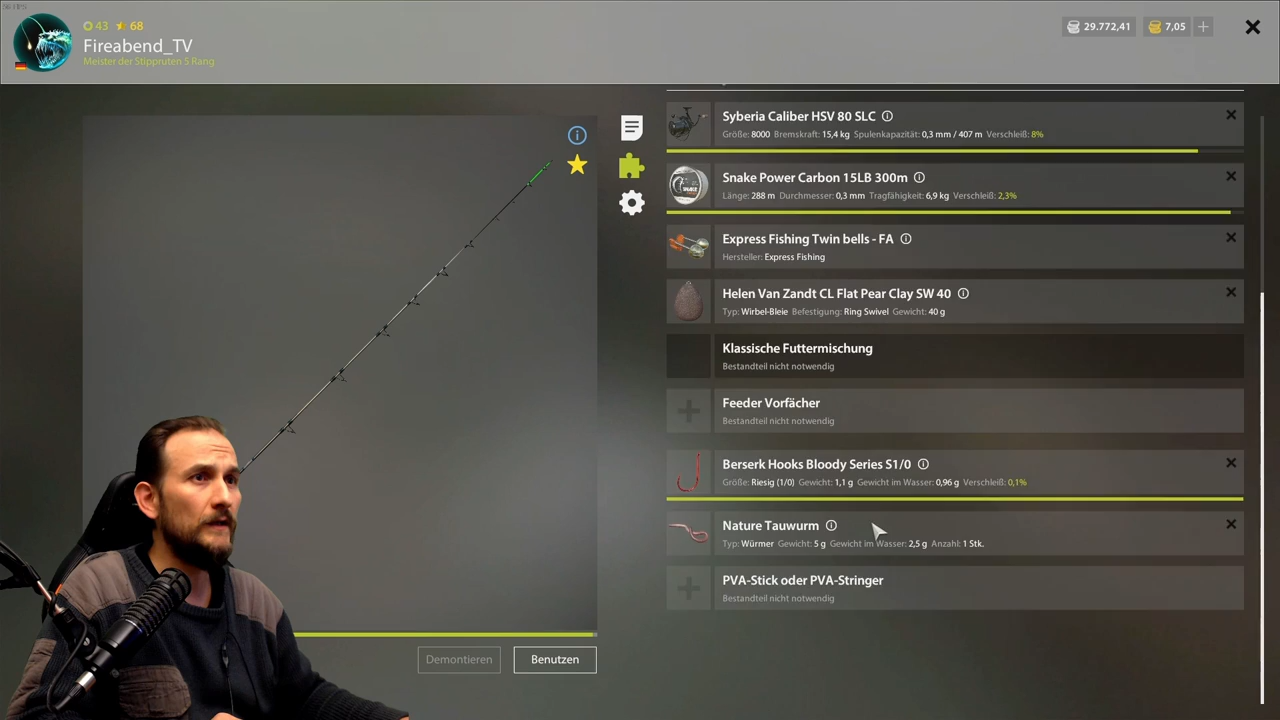 43 68
Fireabend_TV
Meister der Stippruten 5 Rang
29.772,41 7,05
Syberia Caliber HSV 80 SLC
Größe: 8000 Bremskraft: 15,4 kg Spulenkapazität: 0,3 mm / 407 m Verschleiß: 8%
Snake Power Carbon 15LB 300m
Länge: 288 m Durchmesser: 0,3 mm Tragfähigkeit: 6,9 kg Verschleiß: 2,3%
Express Fishing Twin bells - FA
Hersteller: Express Fishing
Helen Van Zandt CL Flat Pear Clay SW 40
Typ: Wirbel-Bleie Befestigung: Ring Swivel Gewicht: 40 g
Klassische Futtermischung
Bestandteil nicht notwendig
Feeder Vorfächer
Bestandteil nicht notwendig
Berserk Hooks Bloody Series S1/0
Größe: Riesig (1/0) Gewicht: 1,1 g Gewicht im Wasser: 0,96 g Verschleiß: 0,1%
Nature Tauwurm
Typ: Würmer Gewicht: 5 g Gewicht im Wasser: 2,5 g Anzahl: 1 Stk.
PVA-Stick oder PVA-Stringer
Bestandteil nicht notwendig
Demontieren Benutzen